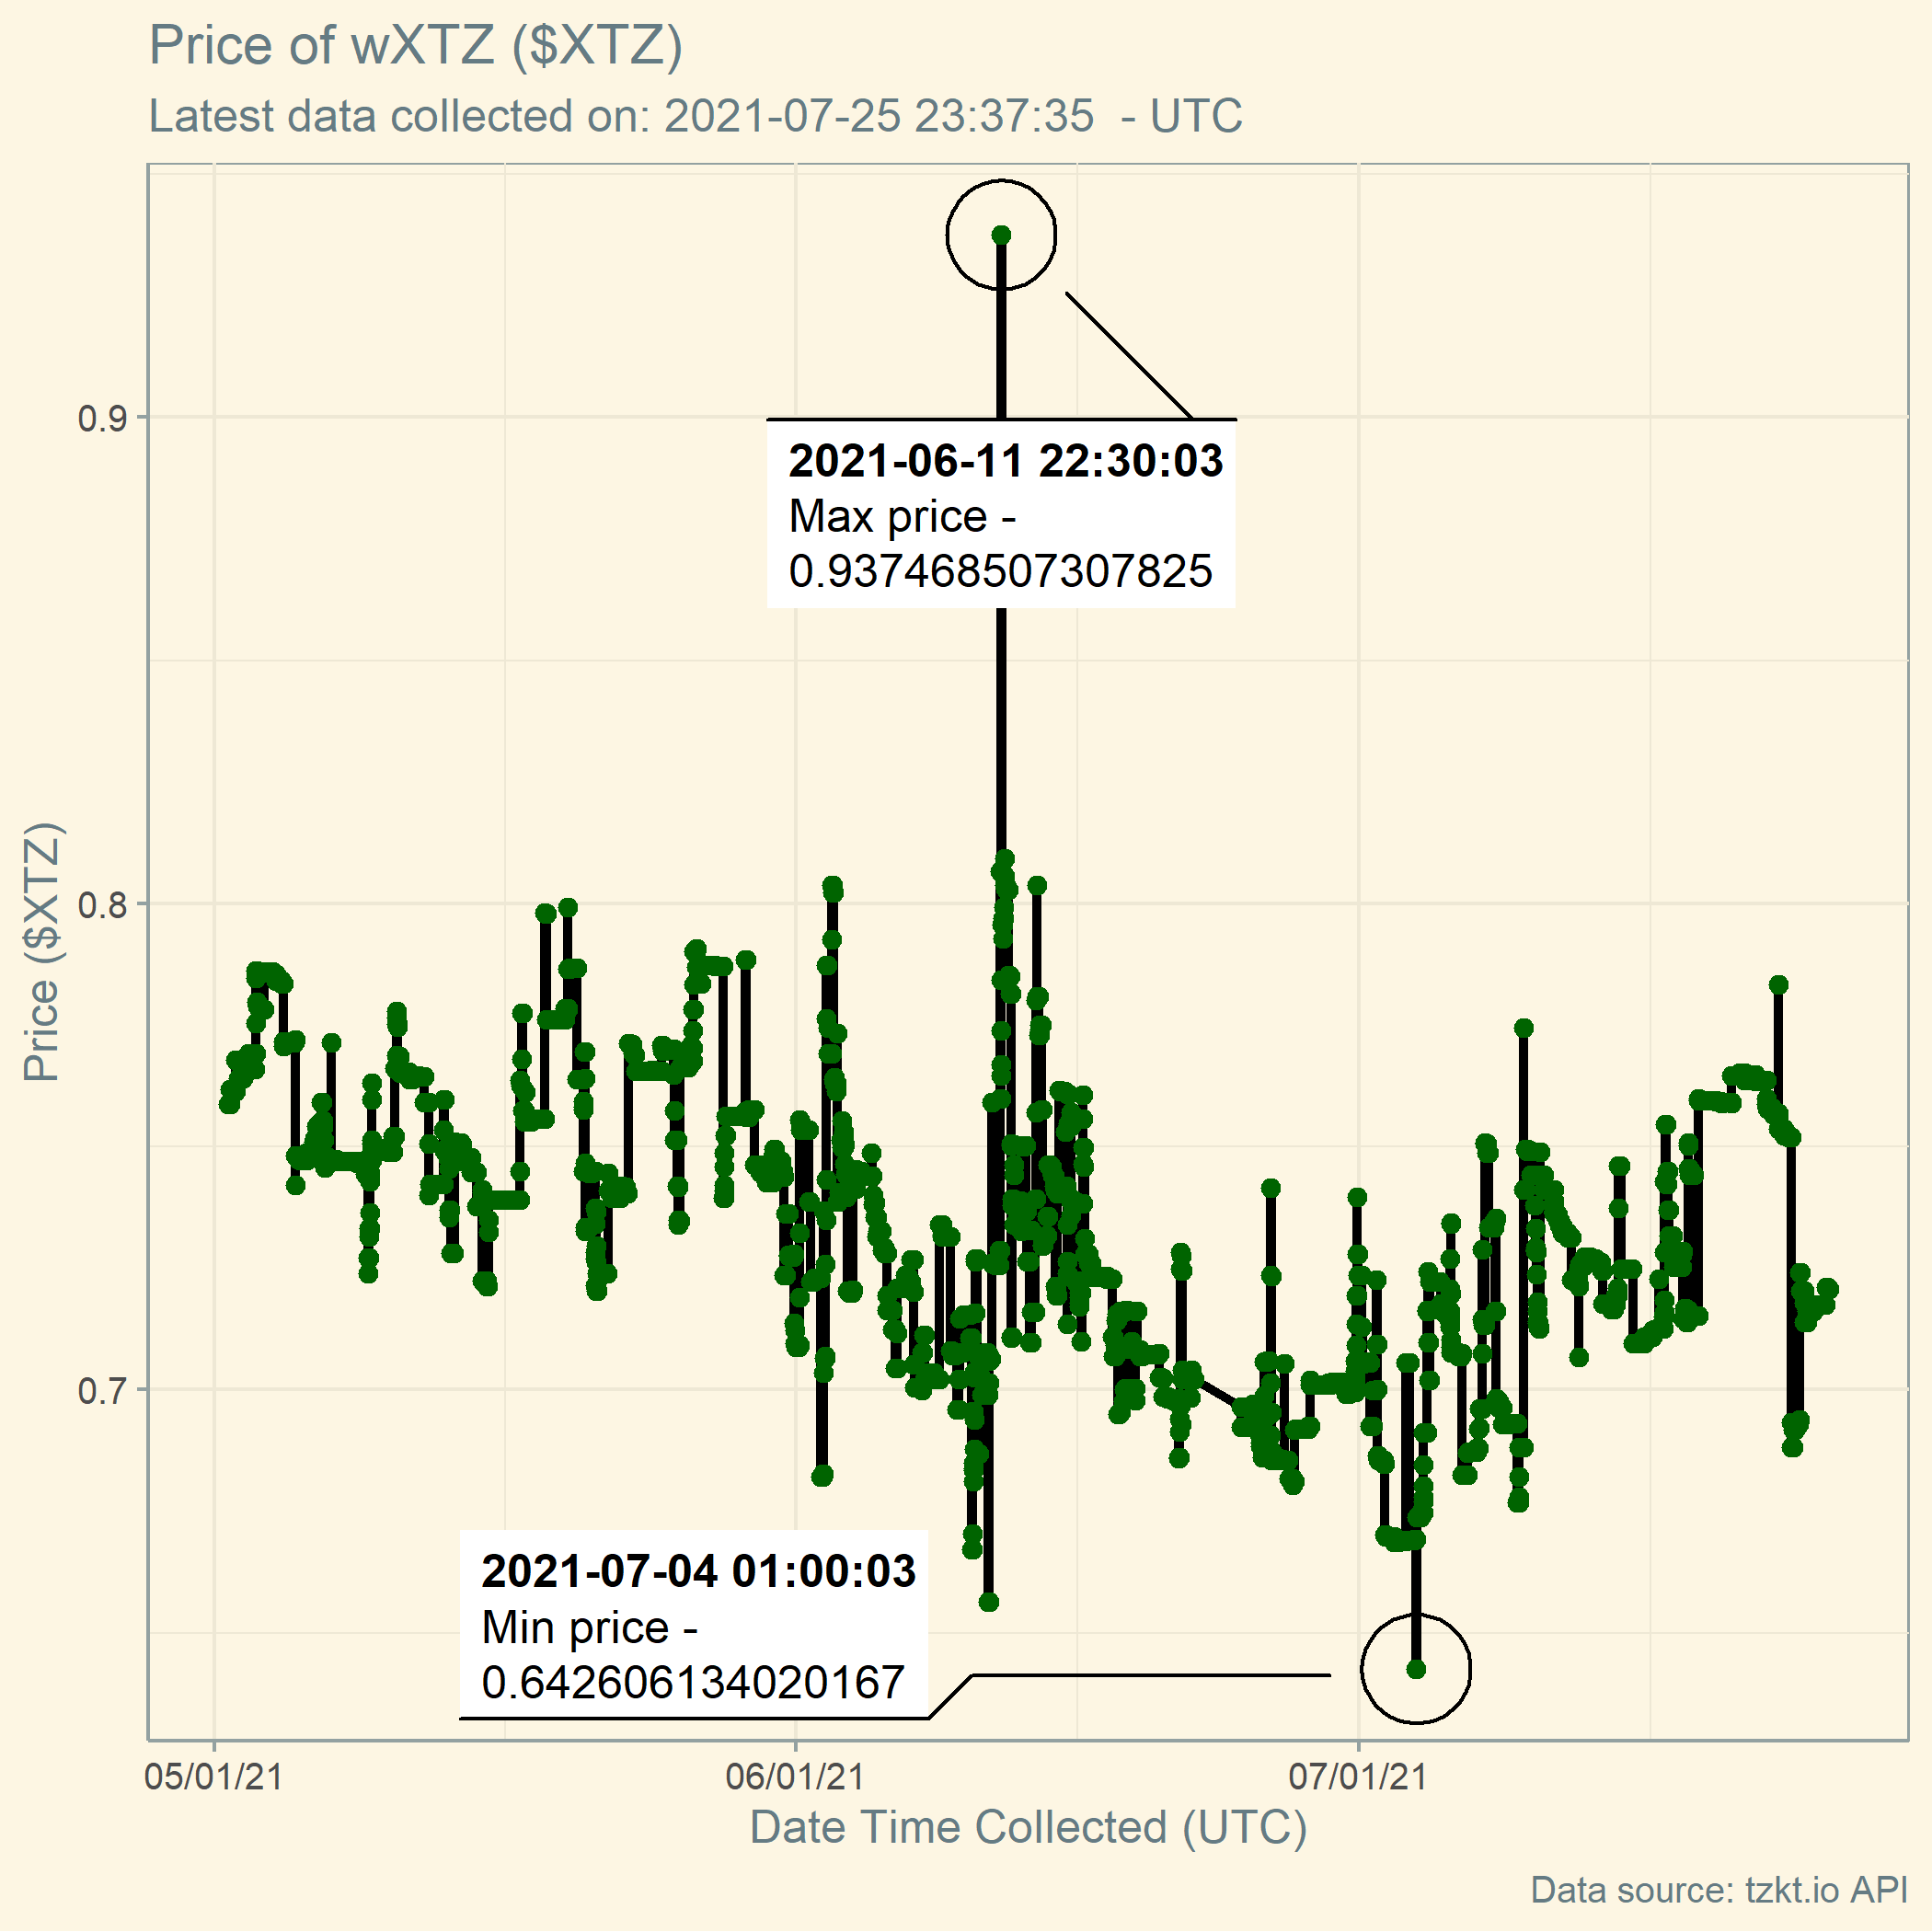 Price of wXTZ ($XTZ)
Latest data collected on: 2021-07-25 23:37:35 - UTC
Price ($XTZ)
0.9
0.8
0.7
2021-06-11 22:30:03
Max price -
0.937468507307825
2021-07-04 01:00:03
Min price -
0.642606134020167
05/01/21
06/01/21
07/01/21
Date Time Collected (UTC)
Data source: tzkt.io API